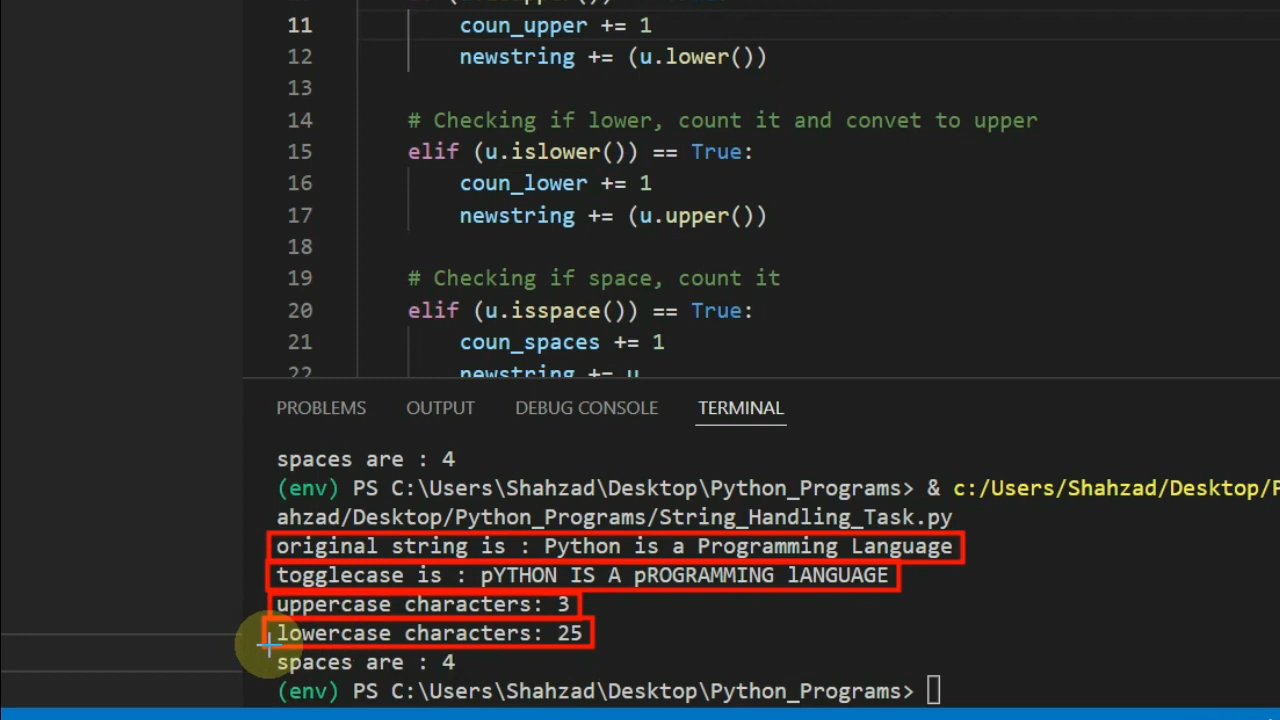 11 coun_upper += 1
12 newstring += (u.lower())
13
14 # Checking if lower, count it and convet to upper
15 elif (u.islower()) == True:
16 coun_lower += 1
17 newstring += (u.upper())
18
19 # Checking if space, count it
20 elif (u.isspace()) == True:
21 coun_spaces += 1
22 newstring += u
PROBLEMS OUTPUT DEBUG CONSOLE TERMINAL
spaces are : 4
(env) PS C:\Users\Shahzad\Desktop\Python_Programs> & c:/Users/Shahzad/Desktop/
ahzad/Desktop/Python_Programs/String_Handling_Task.py
original string is : Python is a Programming Language
togglecase is : pYTHON IS A pROGRAMMING lANGUAGE
uppercase characters: 3
lowercase characters: 25
spaces are : 4
(env) PS C:\Users\Shahzad\Desktop\Python_Programs>